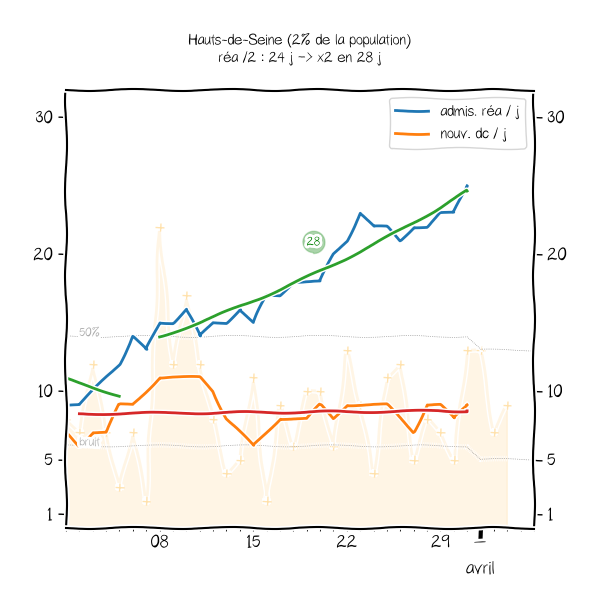 Hauts-de-Seine (2% de la population)
réa /2 : 24 j -> x2 en 28 j
admis. réa / j
nouv. dc / j
30
30
28
20
20
50%
10
10
bruit
5
5
1
1
08
15
22
29
1
avril